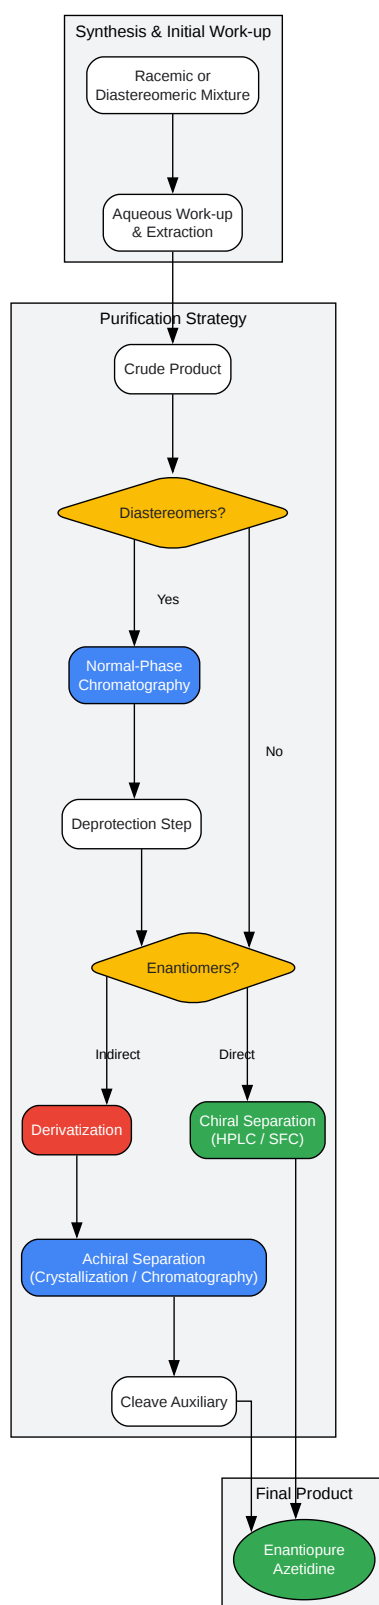 Synthesis & Initial Work-up
Racemic or
Diastereomeric Mixture
Aqueous Work-up
& Extraction
Purification Strategy
Crude Product
Diastereomers?
Yes
Normal-Phase
Chromatography
No
Deprotection Step
Enantiomers?
Indirect
Direct
Derivatization
Chiral Separation
(HPLC / SFC)
Achiral Separation
(Crystallization / Chromatography)
Cleave Auxiliary
Final Product
Enantiopure
Azetidine